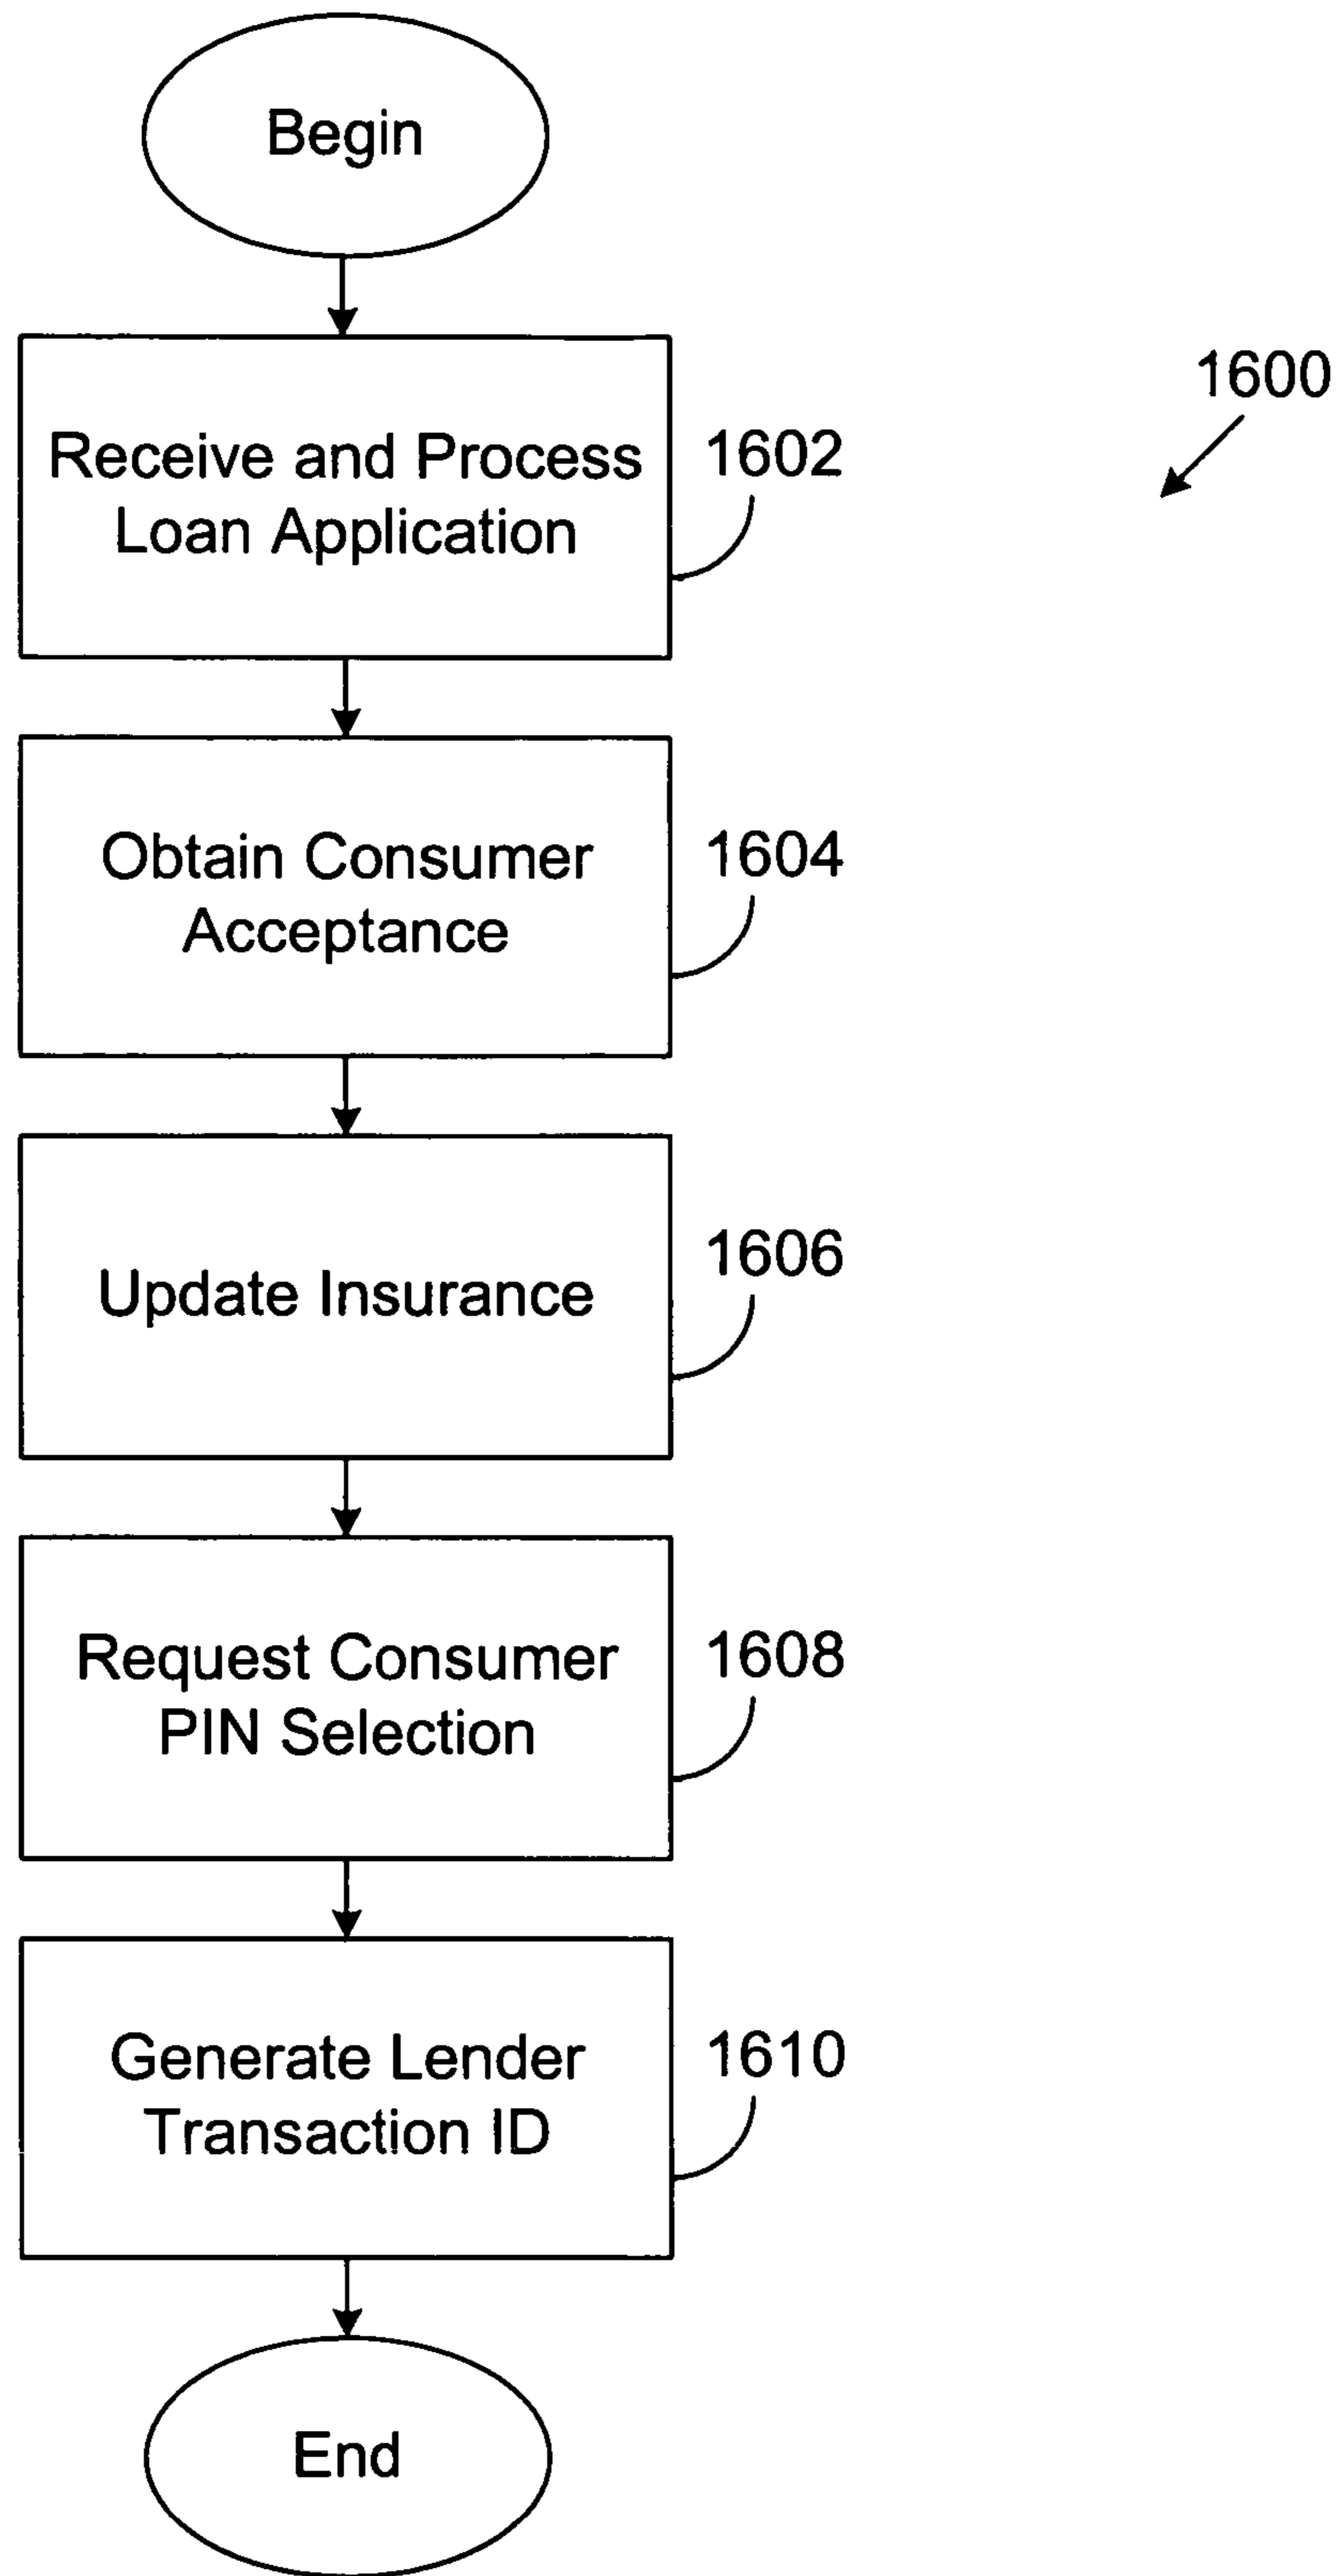 Begin
1600
Receive and Process
Loan Application
1602
Obtain Consumer
Acceptance
1604
Update Insurance
1606
Request Consumer
PIN Selection
1608
Generate Lender
Transaction ID
1610
End